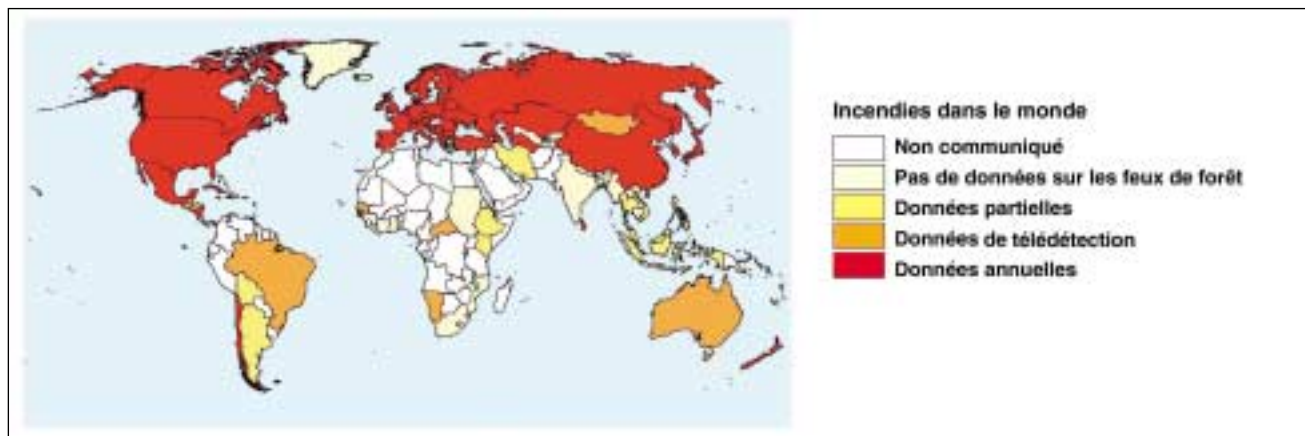 Incendies dans le monde
Non communiqué
Pas de données sur les feux de forêt
Données partielles
Données de télédétection
Données annuelles